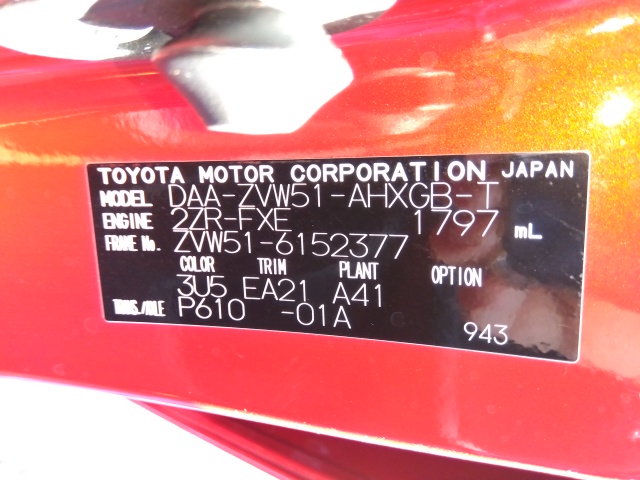 TOYOTA MOTOR CORPORATION JAPAN
MODEL DAA-ZVW51-AHXGB-T
ENGINE 2ZR-FXE 1797 mL
FRAME No. ZVW51-6152377
COLOR TRIM PLANT OPTION
3U5 EA21 A41
TRANS./AXLE P610 -01A
943